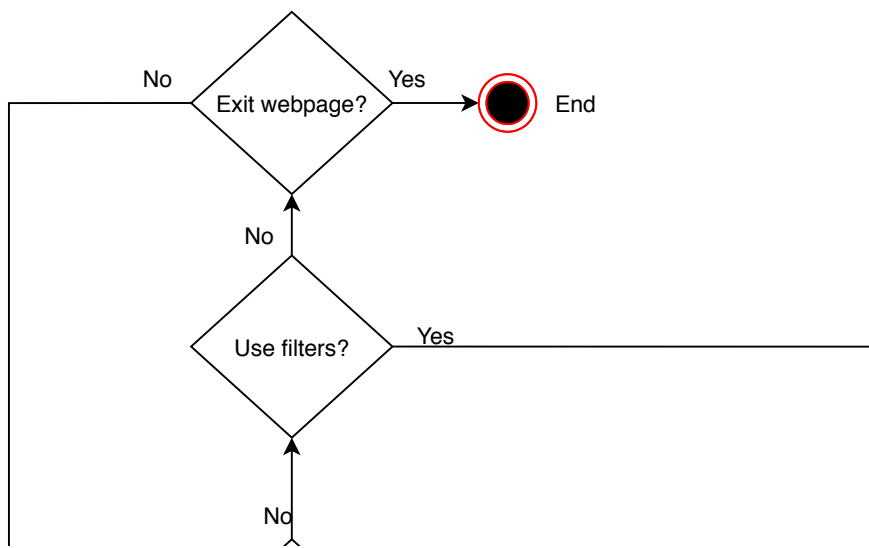 No
Yes
Exit webpage?
End
No
Yes
Use filters?
No